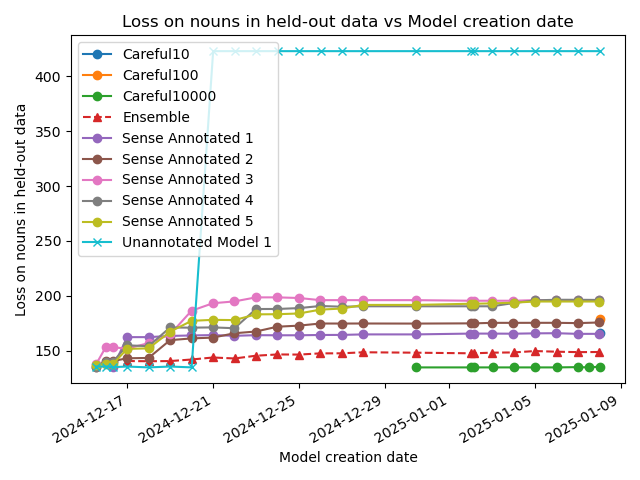 Loss on nouns in held-out data vs Model creation date
Loss on nouns in held-out data
400
350
300
250
200
150
Careful10
Careful100
Careful10000
Ensemble
Sense Annotated 1
Sense Annotated 2
Sense Annotated 3
Sense Annotated 4
Sense Annotated 5
Unannotated Model 1
2024-12-17
2024-12-21
2024-12-25
2024-12-29
2025-01-01
2025-01-05
2025-01-09
Model creation date